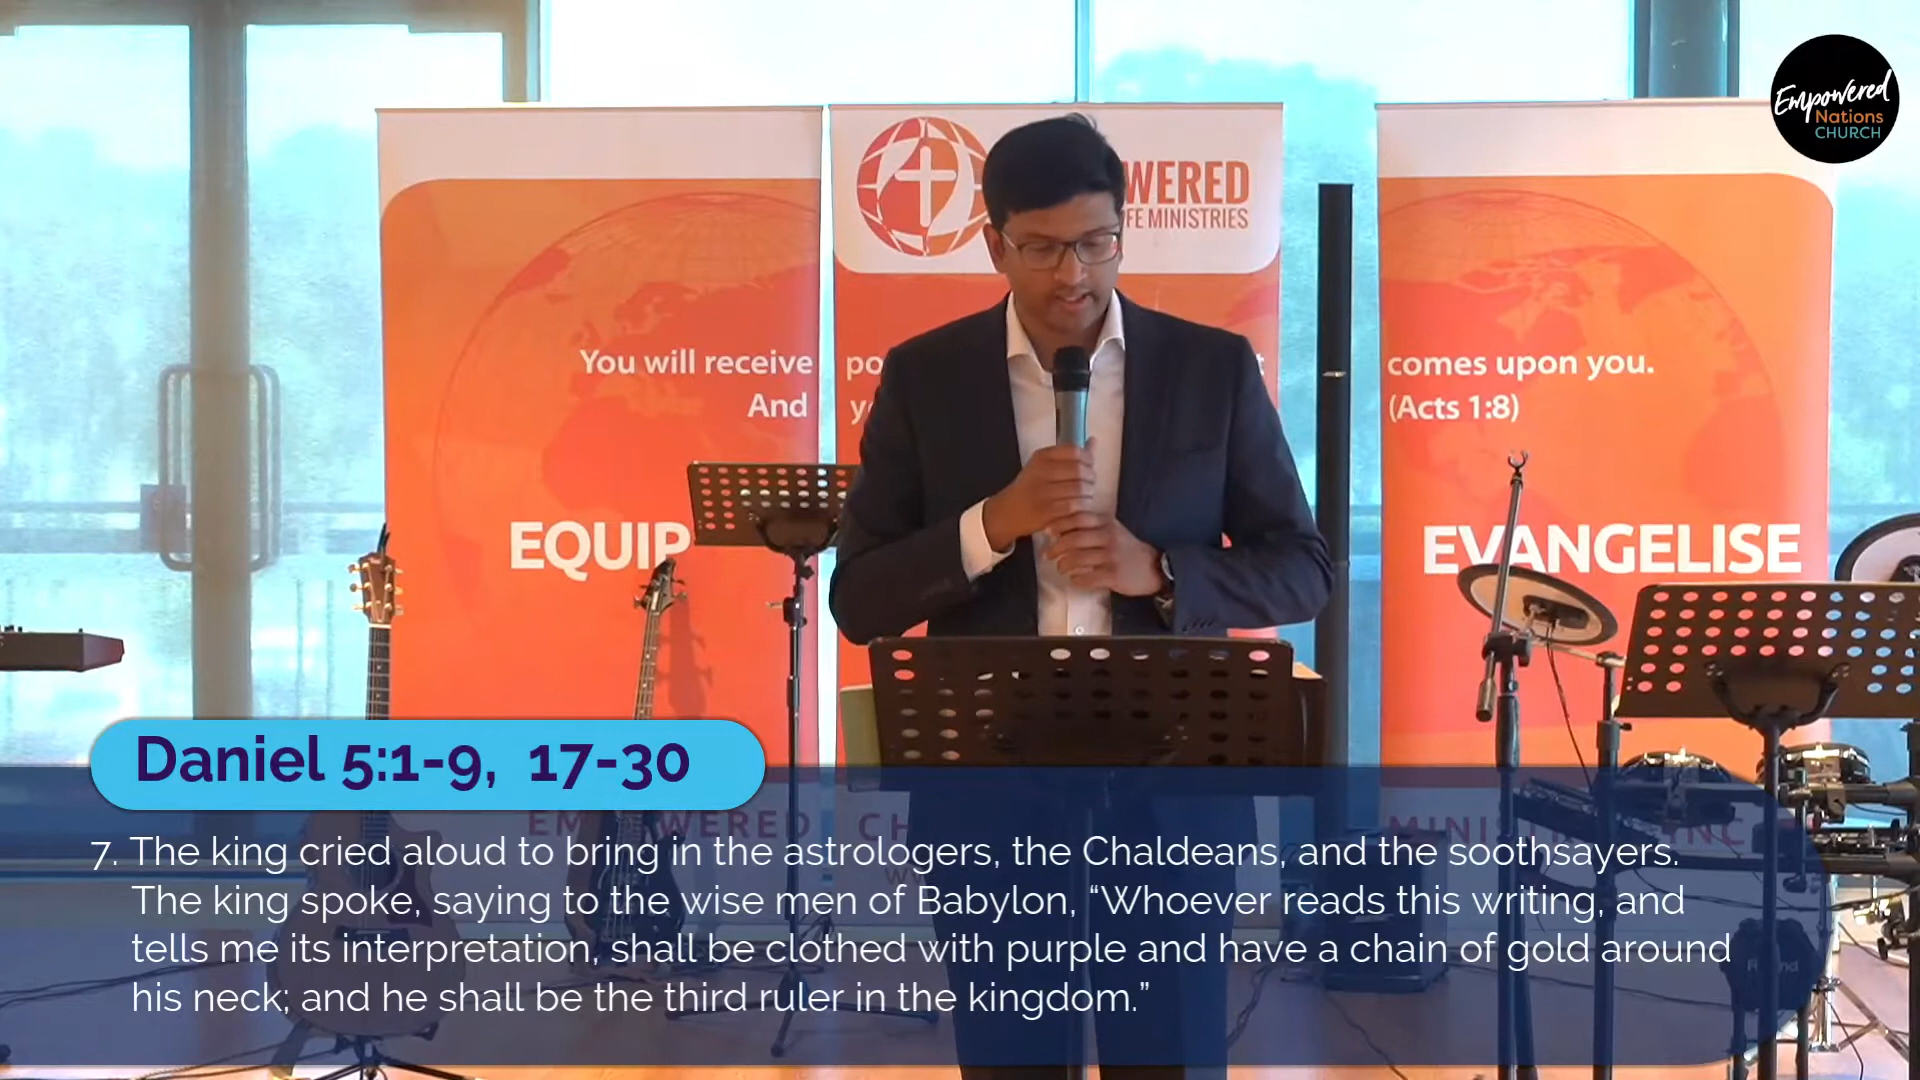 Empowered
Nations
CHURCH
WERED
FE MINISTRIES
You will receive
comes upon you.
And
(Acts 1:8)
EQUIP
EVANGELISE
Daniel 5:1-9, 17-30
7. The king cried aloud to bring in the astrologers, the Chaldeans, and the soothsayers.
The king spoke, saying to the wise men of Babylon, “Whoever reads this writing, and
tells me its interpretation, shall be clothed with purple and have a chain of gold around
his neck; and he shall be the third ruler in the kingdom.”